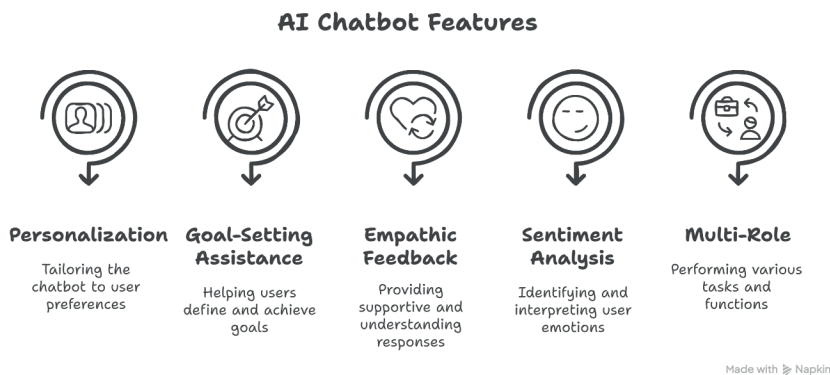 AI Chatbot Features
Personalization
Tailoring the
chatbot to user
preferences
Goal-Setting
Assistance
Helping users
define and achieve
goals
Empathic
Feedback
Providing
supportive and
understanding
responses
Sentiment
Analysis
Identifying and
interpreting user
emotions
Multi-Role
Performing various
tasks and
functions
Made with Napkin